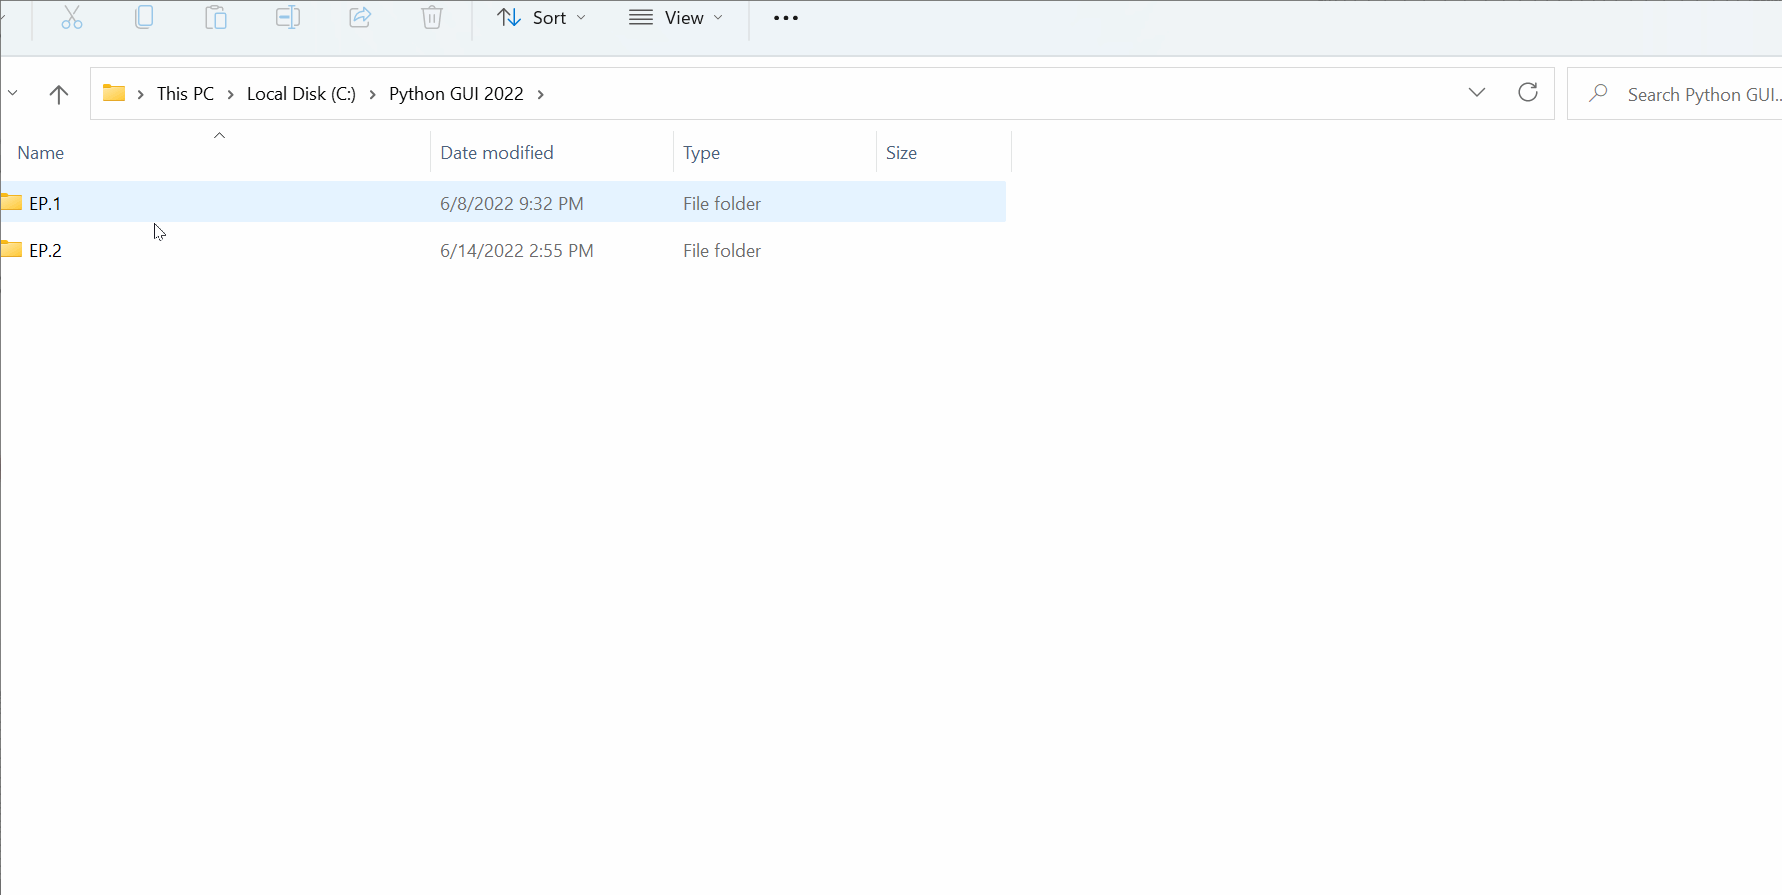 Sort View
This PC Local Disk (C:) Python GUI 2022 Search Python GUI...
Name Date modified Type Size
EP.1 6/8/2022 9:32 PM File folder
EP.2 6/14/2022 2:55 PM File folder